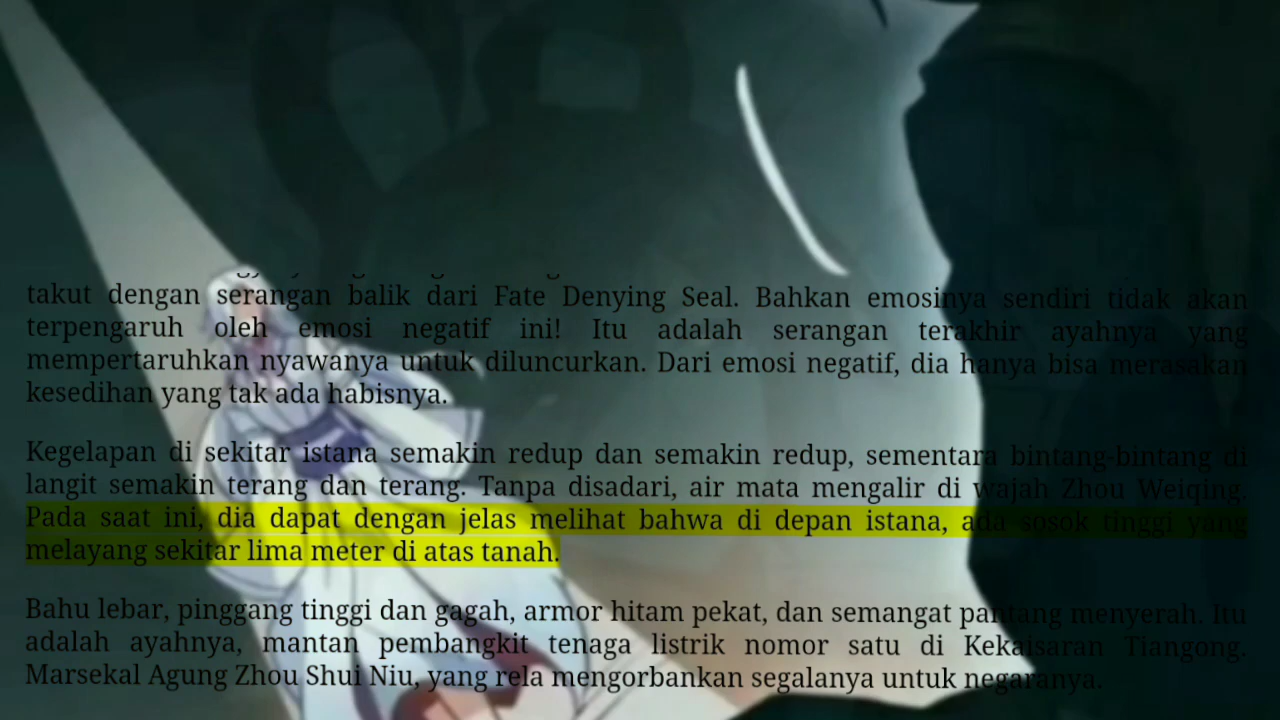 takut dengan serangan balik dari Fate Denying Seal. Bahkan emosinya sendiri tidak akan
terpengaruh oleh emosi negatif ini! Itu adalah serangan terakhir ayahnya yang
mempertaruhkan nyawanya untuk diluncurkan. Dari emosi negatif, dia hanya bisa merasakan
kesedihan yang tak ada habisnya.
Kegelapan di sekitar istana semakin redup dan semakin redup, sementara bintang-bintang di
langit semakin terang dan terang. Tanpa disadari, air mata mengalir di wajah Zhou Weiqing.
Pada saat ini, dia dapat dengan jelas melihat bahwa di depan istana, ada sosok tinggi yang
melayang sekitar lima meter di atas tanah.
Bahu lebar, pinggang tinggi dan gagah, armor hitam pekat, dan semangat pantang menyerah. Itu
adalah ayahnya, mantan pembangkit tenaga listrik nomor satu di Kekaisaran Tiangong.
Marsekal Agung Zhou Shui Niu, yang rela mengorbankan segalanya untuk negaranya.